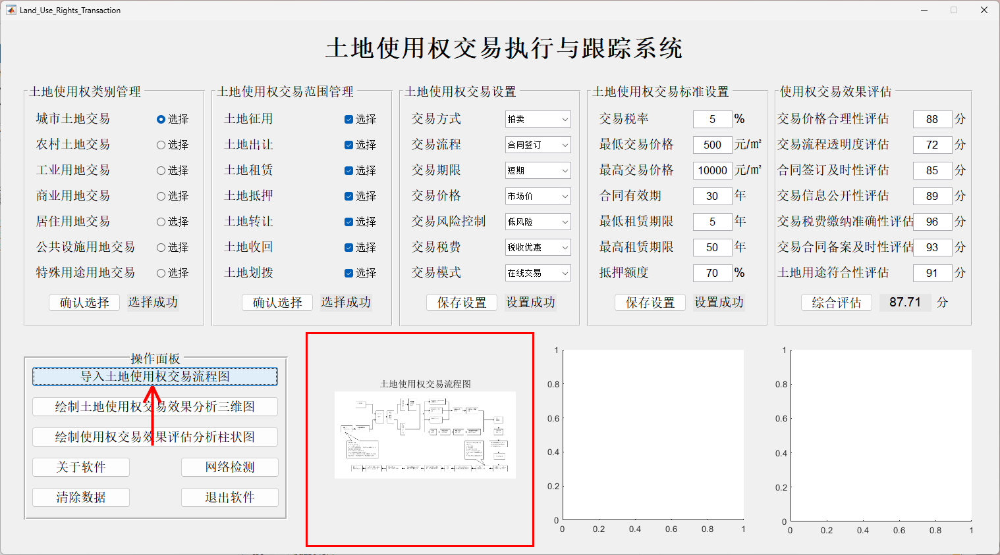 Land_Use_Rights_Transaction
土地使用权交易执行与跟踪系统
土地使用权类别管理
城市土地交易 选择
农村土地交易 选择
工业用地交易 选择
商业用地交易 选择
居住用地交易 选择
公共设施用地交易 选择
特殊用途用地交易 选择
确认选择 选择成功
土地使用权交易范围管理
土地征用 选择
土地出让 选择
土地租赁 选择
土地抵押 选择
土地转让 选择
土地收回 选择
土地划拨 选择
确认选择 选择成功
土地使用权交易设置
交易方式 拍卖
交易流程 合同签订
交易期限 短期
交易价格 市场价
交易风险控制 低风险
交易税费 税收优惠
交易模式 在线交易
保存设置 设置成功
土地使用权交易标准设置
交易税率 5 %
最低交易价格 500 元/㎡
最高交易价格 10000 元/㎡
合同有效期 30 年
最低租赁期限 5 年
最高租赁期限 50 年
抵押额度 70 %
保存设置 设置成功
使用权交易效果评估
交易价格合理性评估 88 分
交易流程透明度评估 72 分
合同签订及时性评估 85 分
交易信息公开性评估 89 分
交易税费缴纳准确性评估 96 分
交易合同备案及时性评估 93 分
土地用途符合性评估 91 分
综合评估 87.71 分
操作面板
导入土地使用权交易流程图
绘制土地使用权交易效果分析三维图
绘制使用权交易效果评估分析柱状图
关于软件 网络检测
清除数据 退出软件
土地使用权交易流程图
1
0.8
0.6
0.4
0.2
0
0 0.2 0.4 0.6 0.8 1
1
0.8
0.6
0.4
0.2
0
0 0.2 0.4 0.6 0.8 1